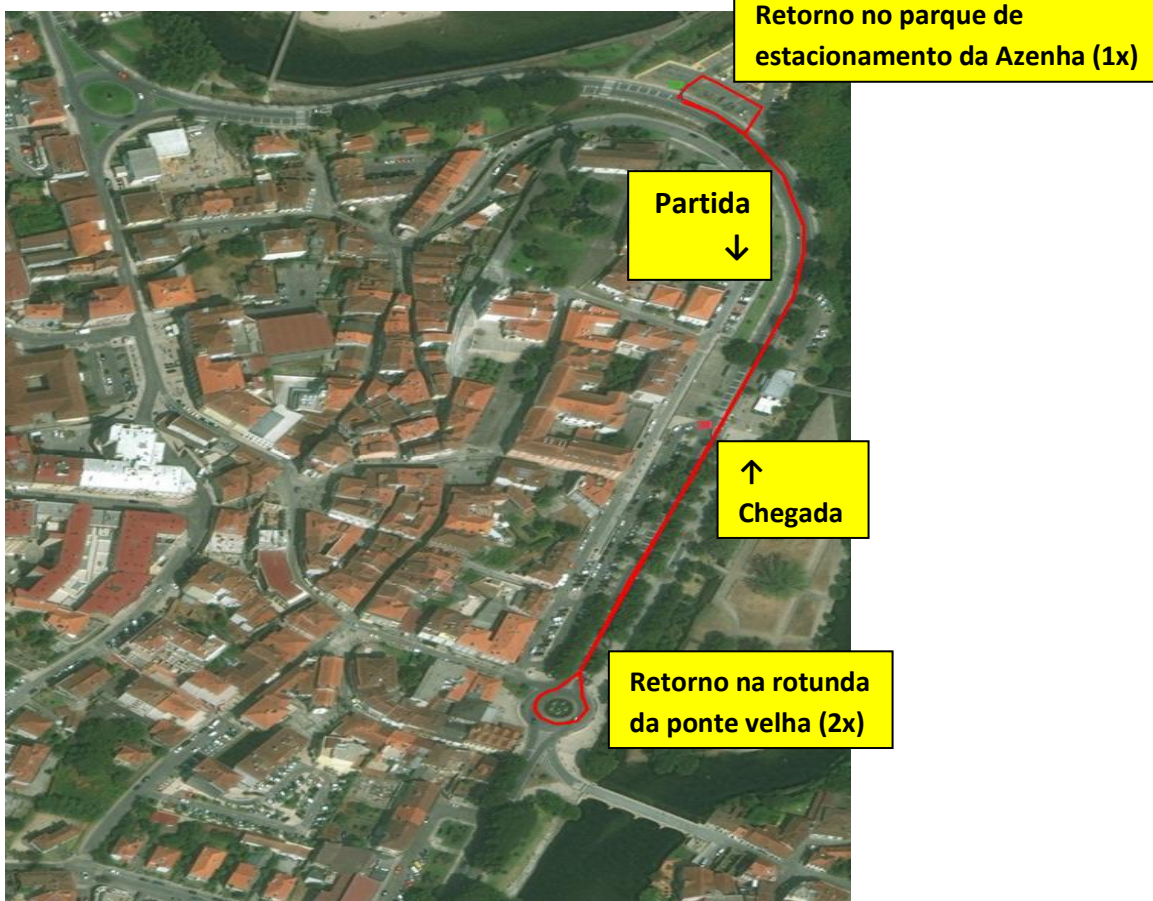 Retorno no parque de
estacionamento da Azenha (1x)
Partida
↓
↑
Chegada
Retorno na rotunda
da ponte velha (2x)